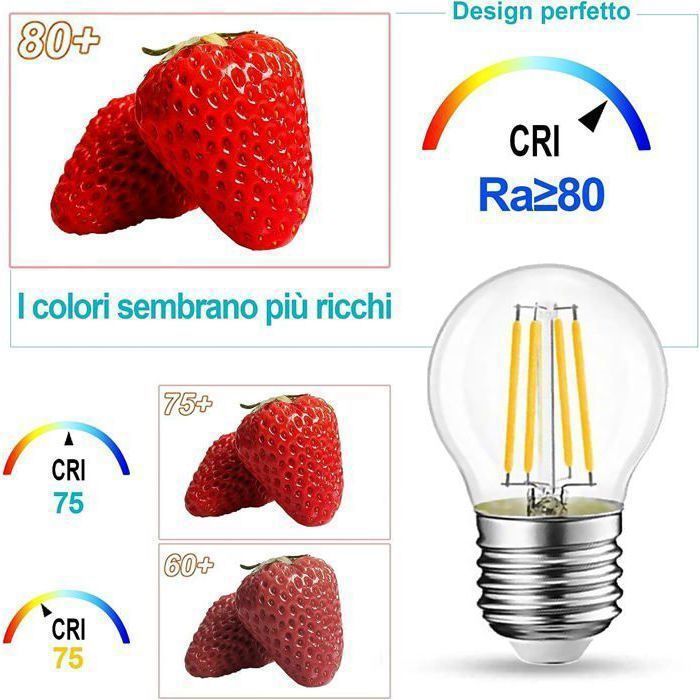 Design perfetto
80+
CRI
Ra≥80
I colori sembrano più ricchi
75+
CRI
75
60+
CRI
75